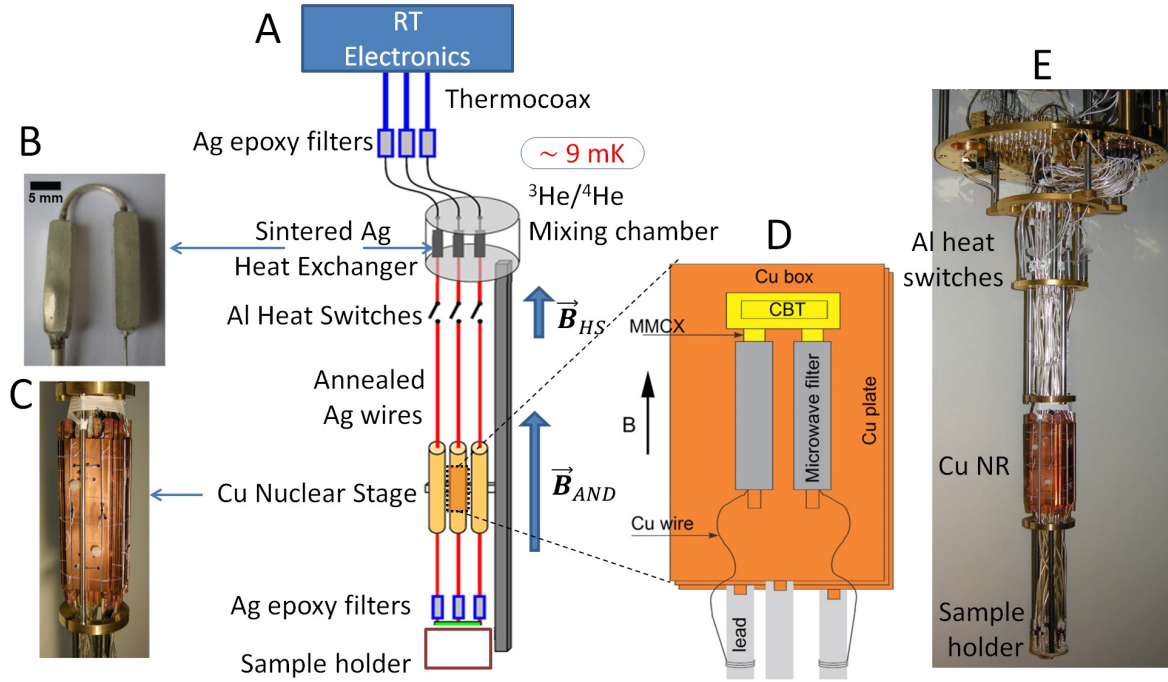 A
RT
Electronics
Thermocoax
Ag epoxy filters
~ 9 mK
³He/⁴He
Mixing chamber
B
5 mm
Sintered Ag
Heat Exchanger
Al Heat Switches
B⃗HS
Annealed
Ag wires
C
Cu Nuclear Stage
B⃗AND
Ag epoxy filters
Sample holder
D
Cu box
CBT
MMCX
B
Microwave filter
Cu plate
Cu wire
lead
E
Al heat
switches
Cu NR
Sample
holder